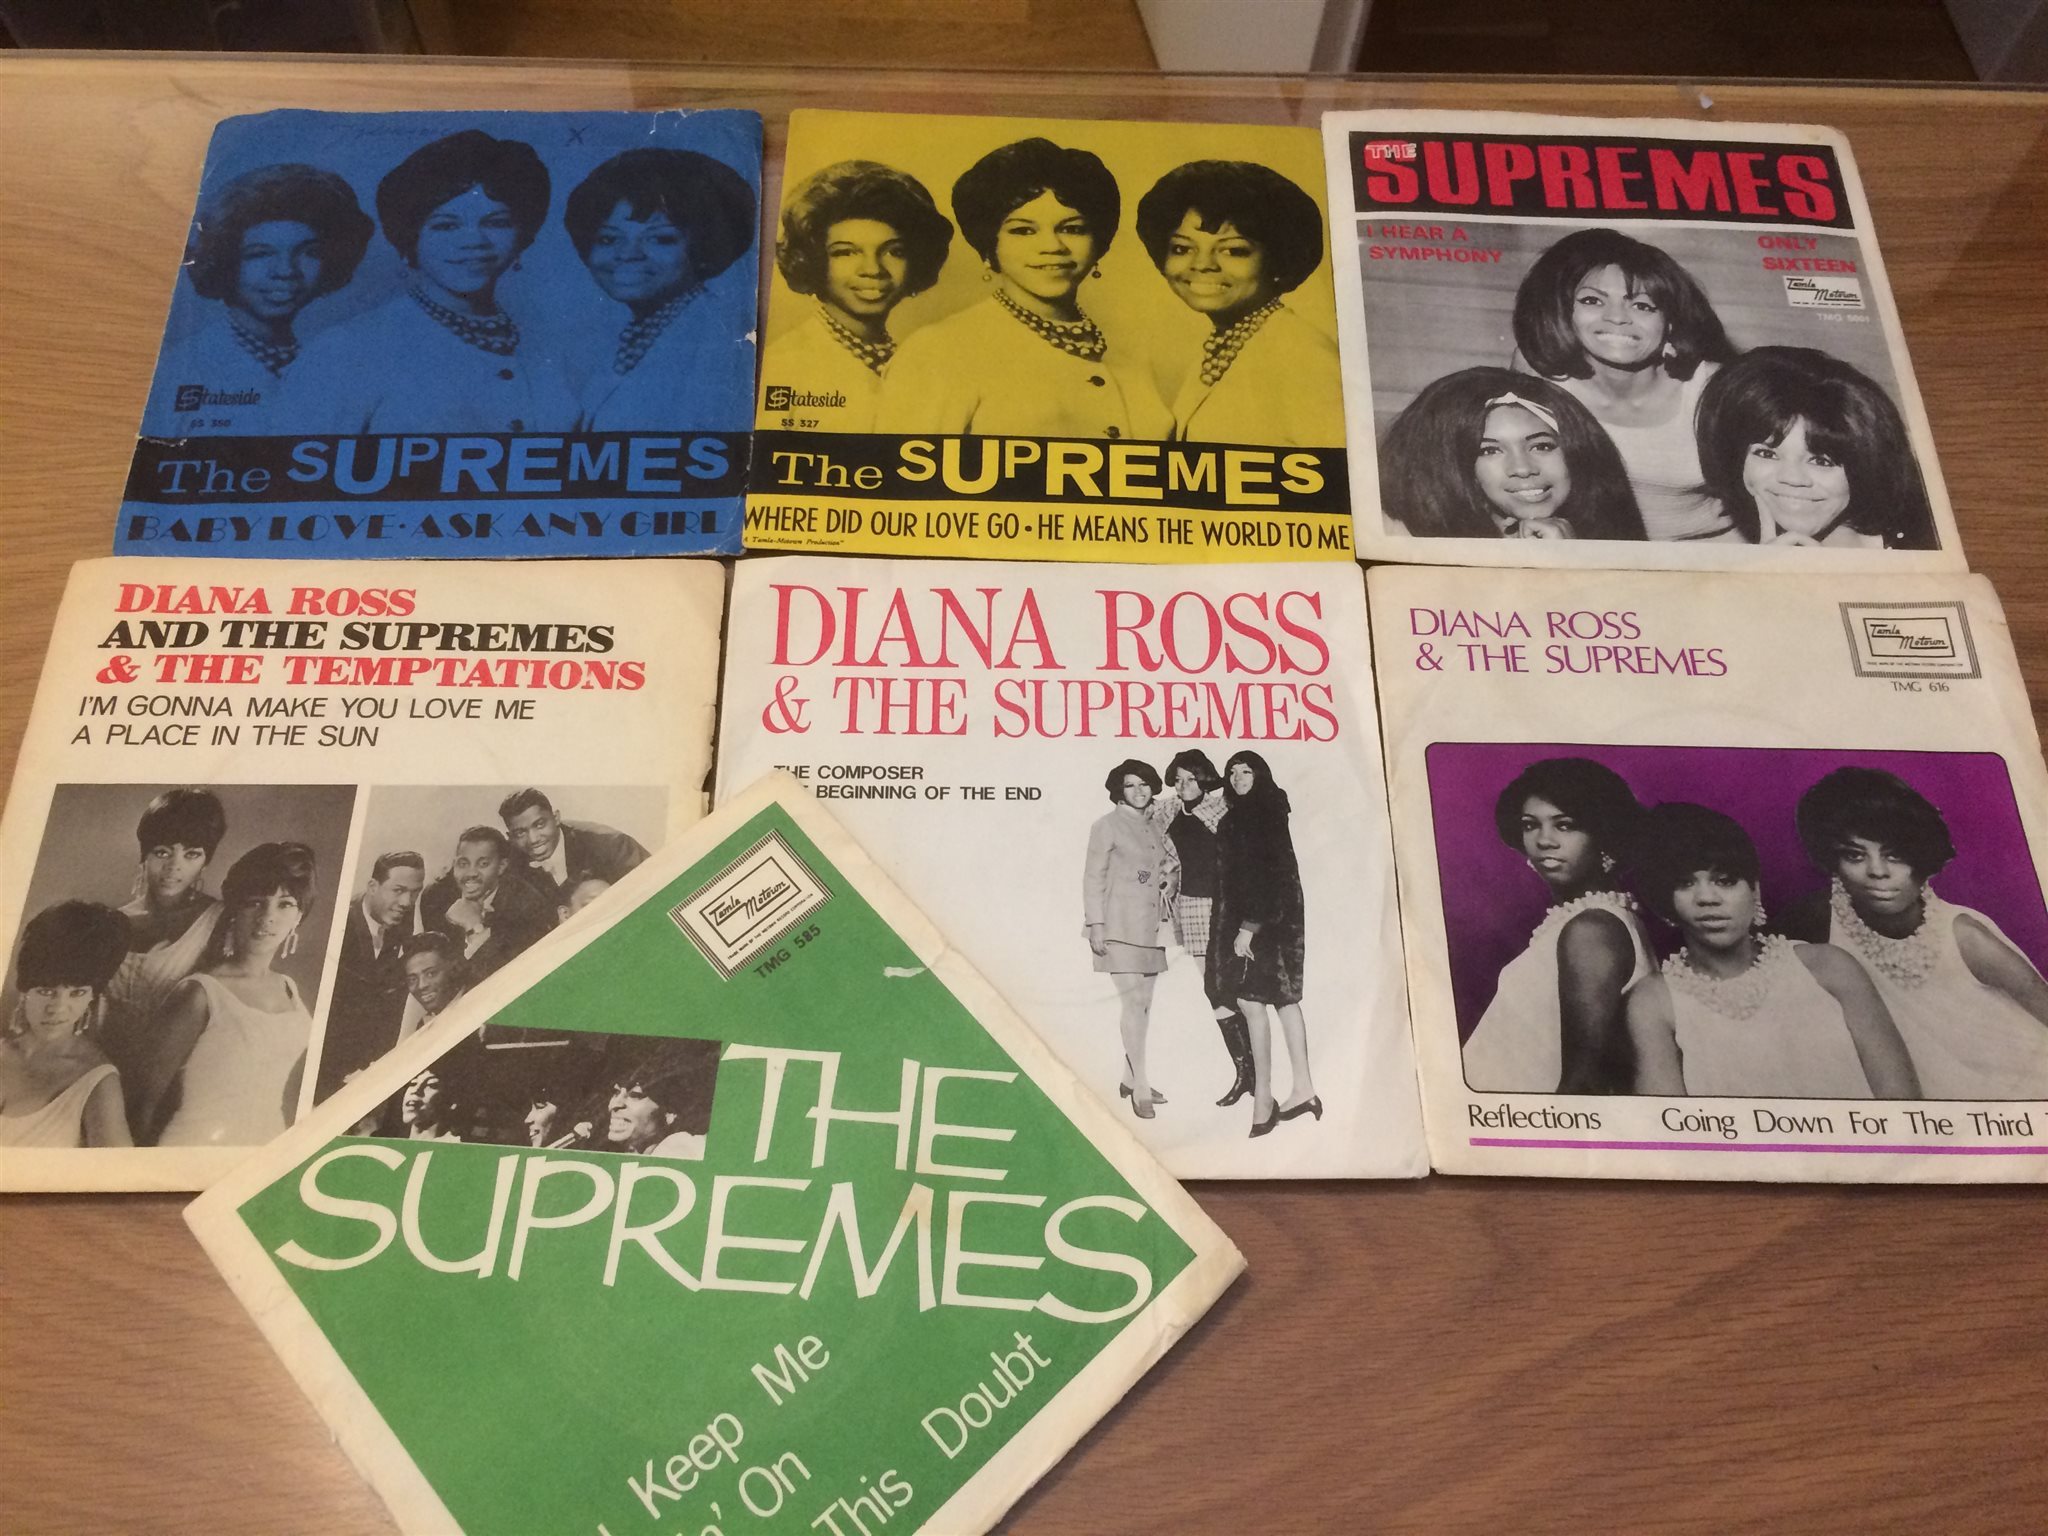 Stateside
SS 350
The SUPREMES
BABY LOVE · ASK ANY GIRL
Stateside
SS 327
The SUPREMES
WHERE DID OUR LOVE GO · HE MEANS THE WORLD TO ME
A Tamla-Motown Production
THE SUPREMES
I HEAR A
SYMPHONY
ONLY
SIXTEEN
Tamla
Motown
TMG 5001
DIANA ROSS
AND THE SUPREMES
& THE TEMPTATIONS
I'M GONNA MAKE YOU LOVE ME
A PLACE IN THE SUN
DIANA ROSS
& THE SUPREMES
THE COMPOSER
BEGINNING OF THE END
DIANA ROSS
& THE SUPREMES
Tamla
Motown
TMG 616
Reflections Going Down For The Third
Tamla
Motown
TMG 585
THE
SUPREMES
Keep Me
On
This Doubt